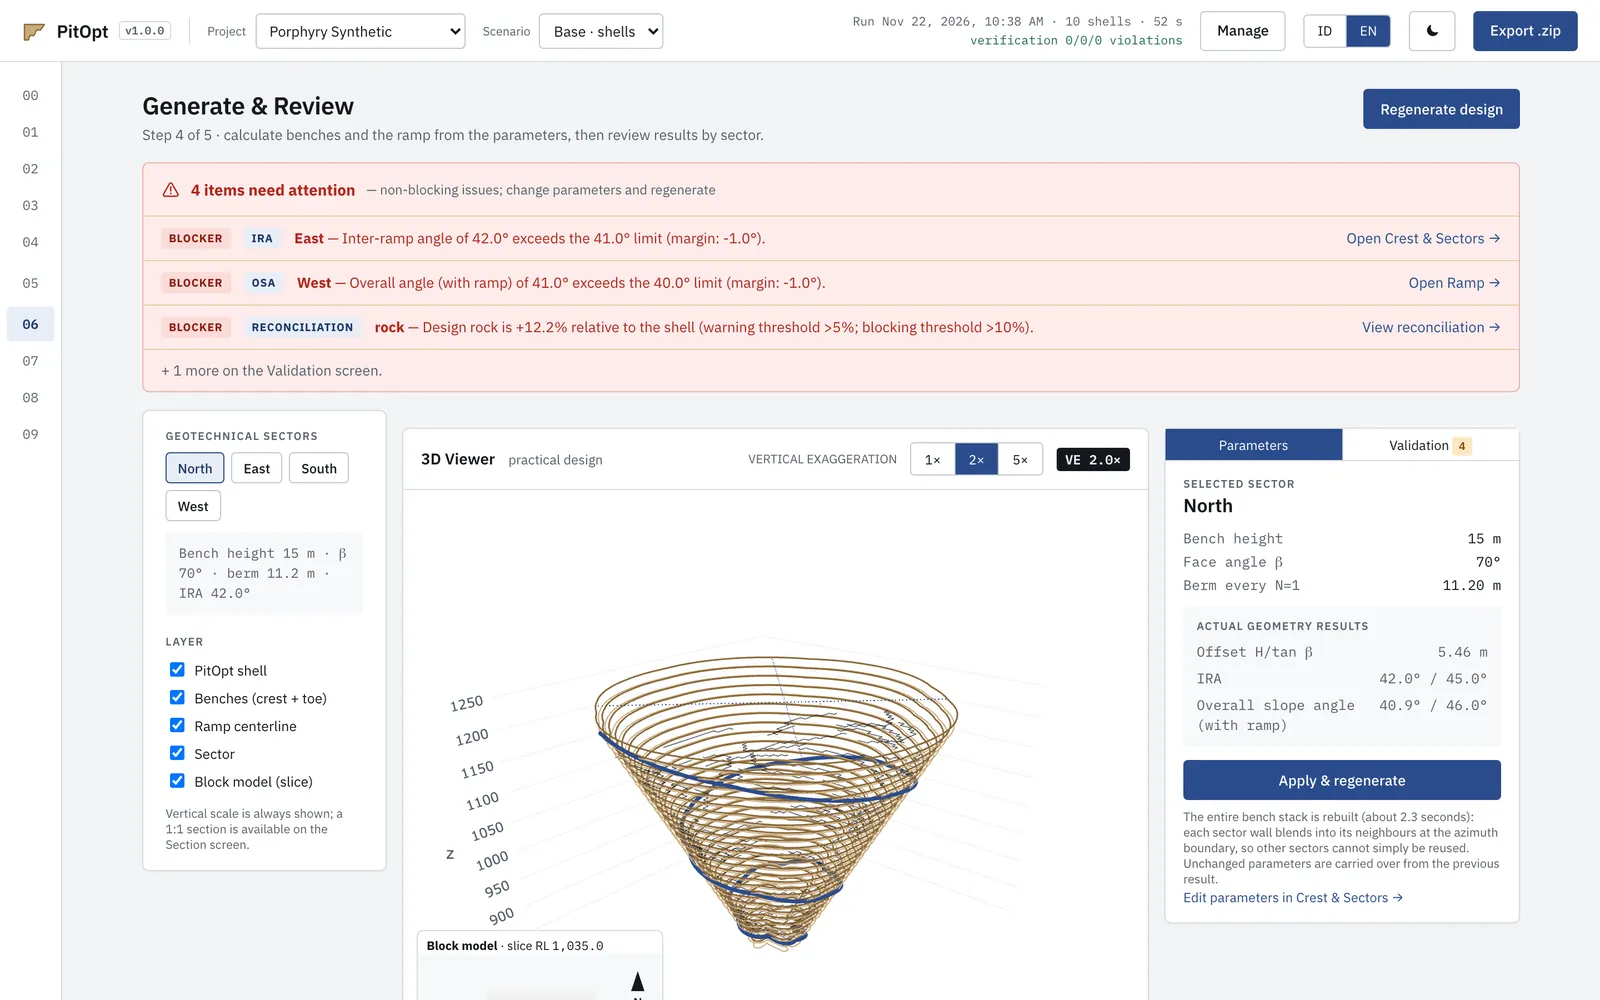 PitOpt v1.0.0 Project Porphyry Synthetic Scenario Base · shells Run Nov 22, 2026, 10:38 AM · 10 shells · 52 s
verification 0/0/0 violations
Manage ID EN Export .zip
00
01
02
03
04
05
06
07
08
09
Generate & Review
Regenerate design
Step 4 of 5 · calculate benches and the ramp from the parameters, then review results by sector.
4 items need attention — non-blocking issues; change parameters and regenerate
BLOCKER IRA East — Inter-ramp angle of 42.0° exceeds the 41.0° limit (margin: -1.0°). Open Crest & Sectors →
BLOCKER OSA West — Overall angle (with ramp) of 41.0° exceeds the 40.0° limit (margin: -1.0°). Open Ramp →
BLOCKER RECONCILIATION rock — Design rock is +12.2% relative to the shell (warning threshold >5%; blocking threshold >10%). View reconciliation →
+ 1 more on the Validation screen.
GEOTECHNICAL SECTORS
North East South
West
Bench height 15 m · β
70° · berm 11.2 m ·
IRA 42.0°
LAYER
PitOpt shell
Benches (crest + toe)
Ramp centerline
Sector
Block model (slice)
Vertical scale is always shown; a
1:1 section is available on the
Section screen.
3D Viewer practical design VERTICAL EXAGGERATION 1× 2× 5× VE 2.0×
1250
1200
1150
1100
1050
z
1000
950
900
Block model · slice RL 1,035.0
N
Parameters Validation 4
SELECTED SECTOR
North
Bench height 15 m
Face angle β 70°
Berm every N=1 11.20 m
ACTUAL GEOMETRY RESULTS
Offset H/tan β 5.46 m
IRA 42.0° / 45.0°
Overall slope angle 40.9° / 46.0°
(with ramp)
Apply & regenerate
The entire bench stack is rebuilt (about 2.3 seconds):
each sector wall blends into its neighbours at the azimuth
boundary, so other sectors cannot simply be reused.
Unchanged parameters are carried over from the previous
result.
Edit parameters in Crest & Sectors →